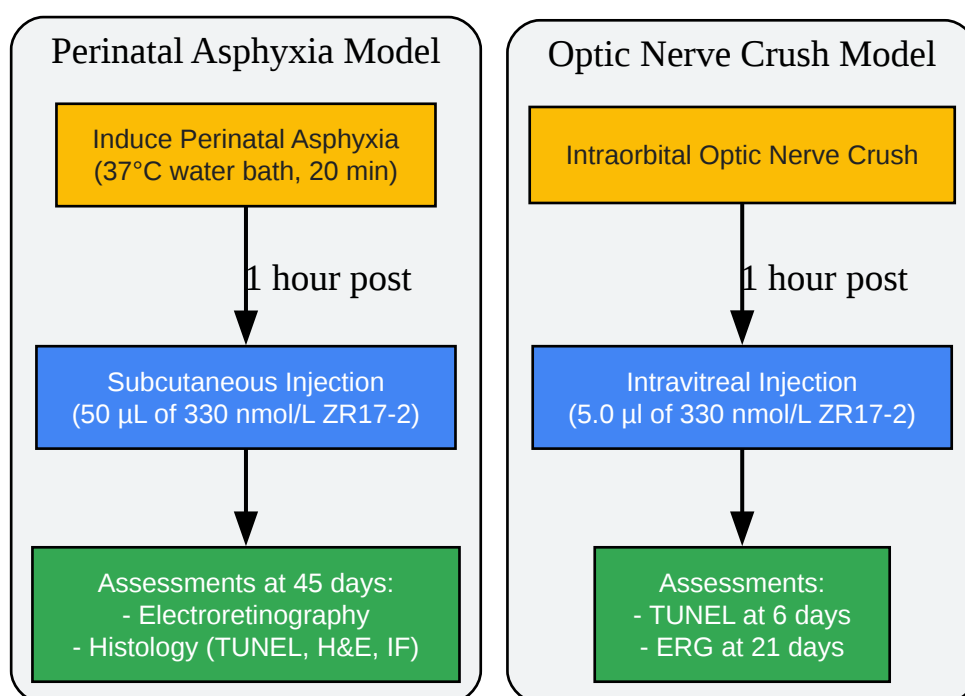 Perinatal Asphyxia Model
Induce Perinatal Asphyxia
(37°C water bath, 20 min)
1 hour post
Subcutaneous Injection
(50 µL of 330 nmol/L ZR17-2)
Assessments at 45 days:
- Electroretinography
- Histology (TUNEL, H&E, IF)
Optic Nerve Crush Model
Intraorbital Optic Nerve Crush
1 hour post
Intravitreal Injection
(5.0 µl of 330 nmol/L ZR17-2)
Assessments:
- TUNEL at 6 days
- ERG at 21 days